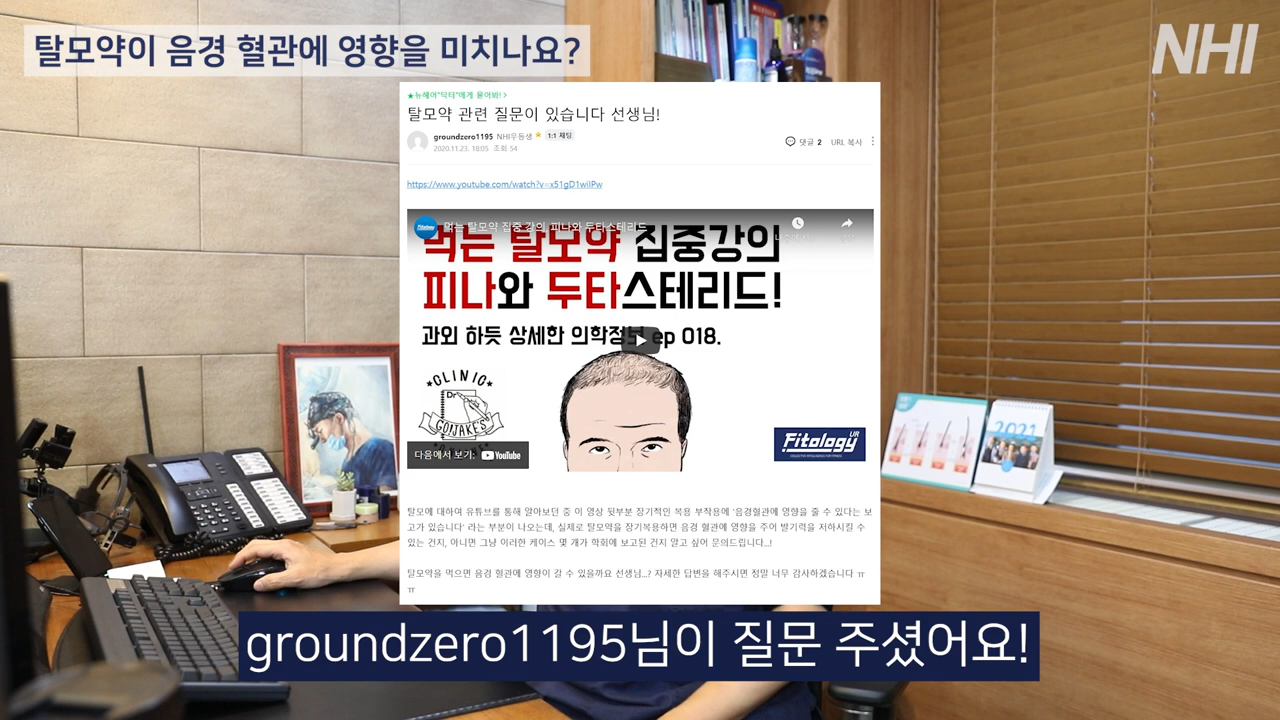 탈모약이 음경 혈관에 영향을 미치나요?
NHI
★뉴헤어"닥터"에게 물어봐! >
탈모약 관련 질문이 있습니다 선생님!
groundzero1195 NHI우등생 1:1 채팅
2020.11.23. 18:05 조회 54
댓글 2 URL 복사
https://www.youtube.com/watch?v=x51gD1wilPw
먹는 탈모약 집중 강의, 피나와 두타스테리드
먹는 탈모약 집중강의
피나와 두타스테리드!
과외 하듯 상세한 의학정보 ep 018.
CLINIC
Dr
GOTJAKE'S
Fitology
UR
다음에서 보기: YouTube
탈모에 대하여 유튜브를 통해 알아보던 중 이 영상 뒷부분 장기적인 복용 부작용에 '음경혈관에 영향을 줄 수 있다는 보
고가 있습니다' 라는 부분이 나오는데, 실제로 탈모약을 장기복용하면 음경 혈관에 영향을 주어 발기력을 저하시킬 수
있는 건지, 아니면 그냥 이러한 케이스 몇 개가 학회에 보고된 건지 알고 싶어 문의드립니다...!
탈모약을 먹으면 음경 혈관에 영향이 갈 수 있을까요 선생님...? 자세한 답변을 해주시면 정말 너무 감사하겠습니다 ㅠ
ㅠ
2021
groundzero1195님이 질문 주셨어요!